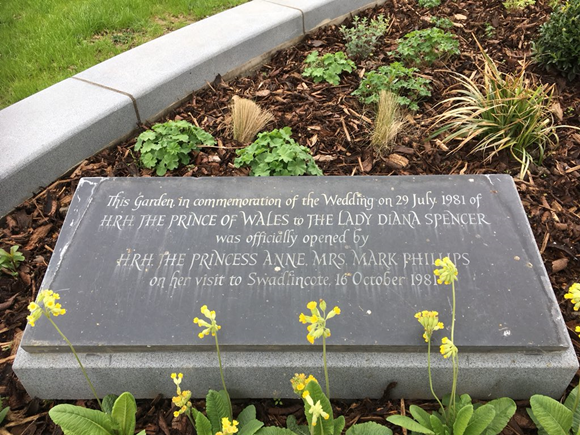 This Garden, in commemoration of the Wedding on 29 July 1981 of
H.R.H. THE PRINCE OF WALES to THE LADY DIANA SPENCER
was officially opened by
H.R.H. THE PRINCESS ANNE, MRS. MARK PHILLIPS
on her visit to Swadlincote, 16 October 1981